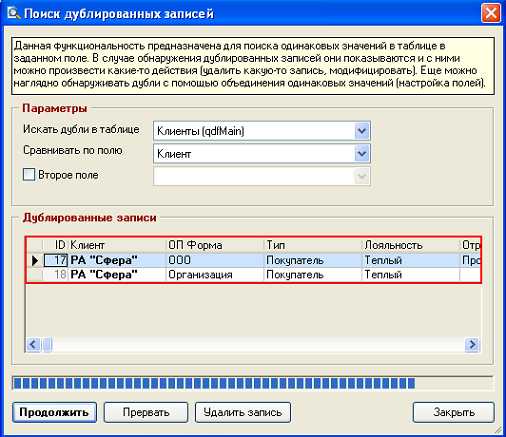 Поиск дублированных записей
Данная функциональность предназначена для поиска одинаковых значений в таблице в
заданном поле. В случае обнаружения дублированных записей они показываются и с ними
можно произвести какие-то действия (удалить какую-то запись, модифицировать). Еще можно
наглядно обнаруживать дубли с помощью объединения одинаковых значений (настройка полей).
Параметры
Искать дубли в таблице Клиенты (qdfMain)
Сравнивать по полю Клиент
Второе поле
Дублированные записи
ID Клиент ОП Форма Тип Лояльность Отр
17 РА "Сфера" ООО Покупатель Теплый Про
18 РА "Сфера" Организация Покупатель Теплый
Продолжить Прервать Удалить запись Закрыть